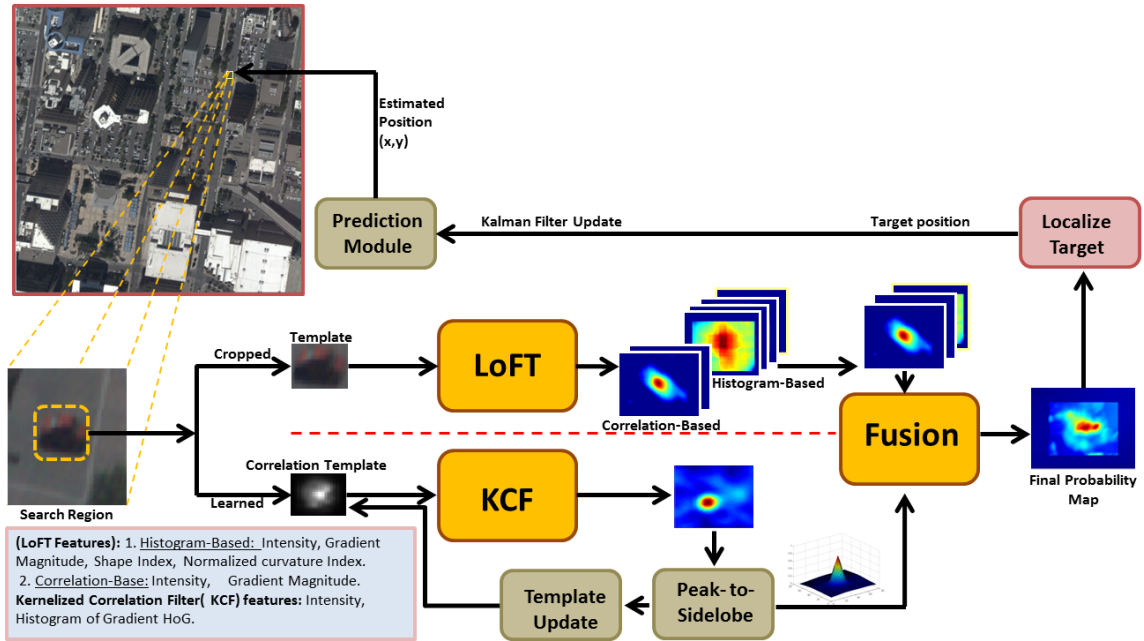 Estimated
Position
(x,y)
Prediction
Module
Kalman Filter Update
Target position
Localize
Target
Cropped
Template
LoFT
Histogram-Based
Correlation-Based
Fusion
Final Probability
Map
Search Region
Learned
Correlation Template
KCF
Template
Update
Peak- to-
Sidelobe
(LoFT Features): 1. Histogram-Based: Intensity, Gradient
Magnitude, Shape Index, Normalized curvature Index.
2. Correlation-Base: Intensity, Gradient Magnitude.
Kernelized Correlation Filter( KCF) features: Intensity,
Histogram of Gradient HoG.